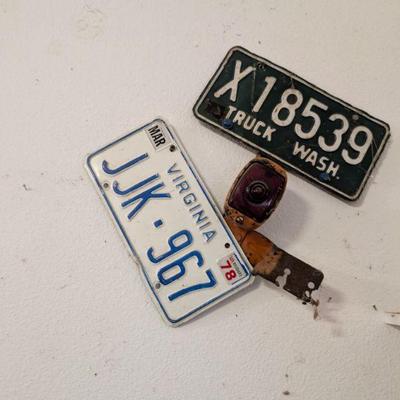 X18539
TRUCK WASH.
MAR
VIRGINIA
JJK·967
78